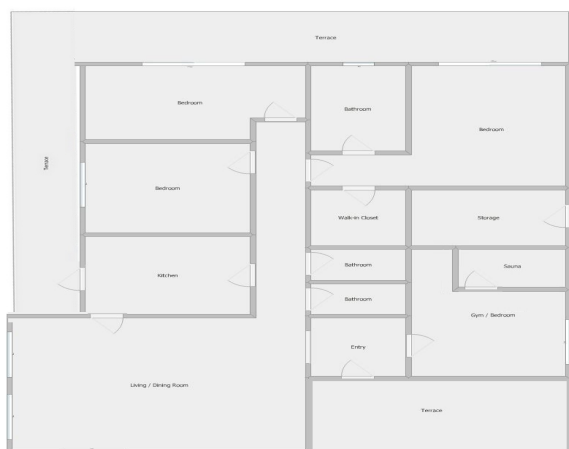 Terrace
Bedroom
Bathroom
Bedroom
Bedroom
Walk-in Closet
Storage
Kitchen
Bathroom
Sauna
Bathroom
Gym / Bedroom
Entry
Living / Dining Room
Terrace